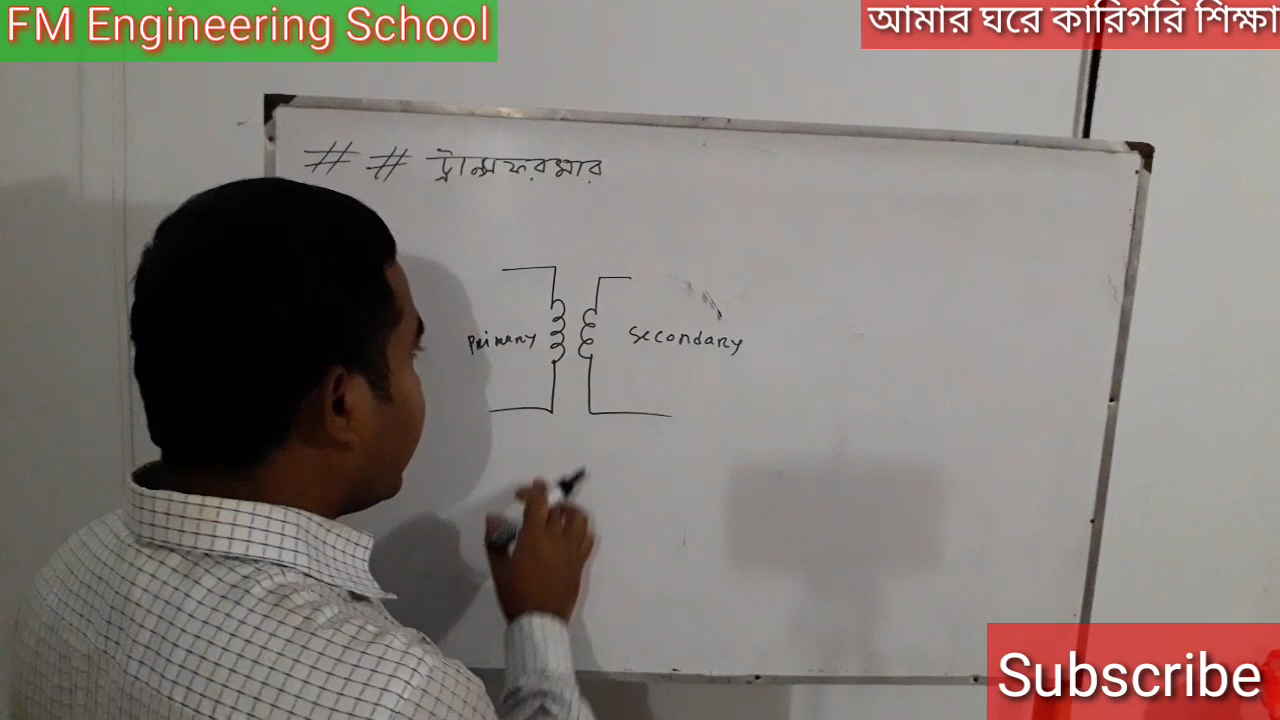 FM Engineering School
আমার ঘরে কারিগরি শিক্ষা
## ট্রান্সফরমার
Primary
Secondary
Subscribe